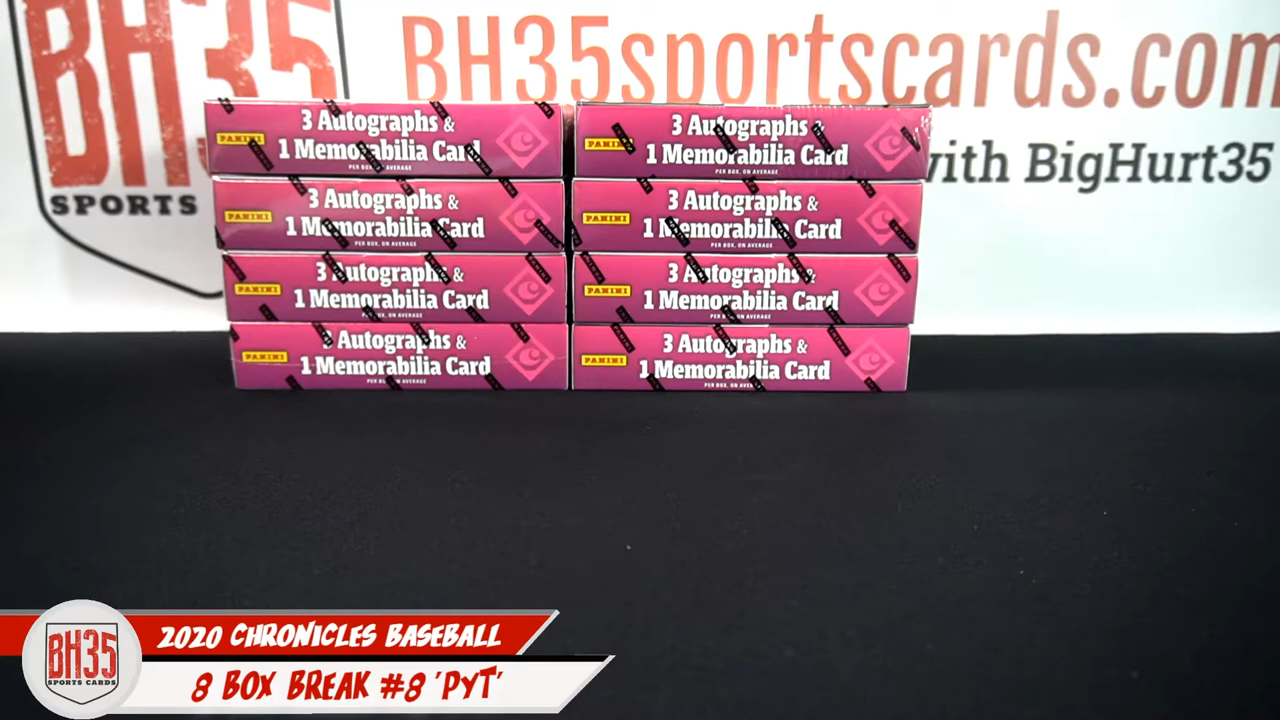 BH35
SPORTS
BH35sportscards.com
with BigHurt35
PANINI
3 Autographs &
1 Memorabilia Card
PER BOX, ON AVERAGE
PANINI
3 Autographs &
1 Memorabilia Card
PER BOX, ON AVERAGE
PANINI
3 Autographs &
1 Memorabilia Card
PER BOX, ON AVERAGE
PANINI
3 Autographs &
1 Memorabilia Card
PER BOX, ON AVERAGE
PANINI
3 Autographs &
1 Memorabilia Card
PER BOX, ON AVERAGE
PANINI
3 Autographs &
1 Memorabilia Card
PER BOX, ON AVERAGE
PANINI
3 Autographs &
1 Memorabilia Card
PER BOX, ON AVERAGE
PANINI
3 Autographs &
1 Memorabilia Card
PER BOX, ON AVERAGE
BH35
SPORTS CARDS
2020 CHRONICLES BASEBALL
8 BOX BREAK #8 'PYT'